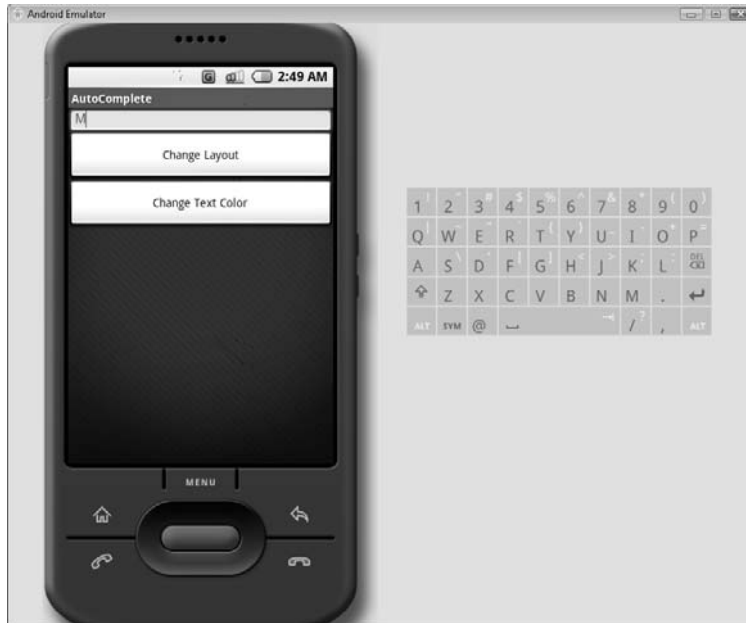 Android Emulator
2:49 AM
AutoComplete
M
Change Layout
Change Text Color
MENU
1 ! 2 3 # 4 $ 5 % 6 ^ 7 & 8 * 9 ( 0 )
Q | W ~ E " R ` T { Y } U _ I - O + P =
A S \ D ' F [ G ] H < J > K ; L : DEL
Z X C V B N M .
ALT SYM @ / ? , ALT